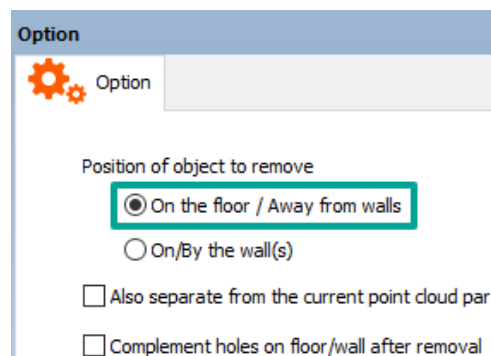 Option
Option
Position of object to remove
On the floor / Away from walls
On/By the wall(s)
Also separate from the current point cloud par
Complement holes on floor/wall after removal